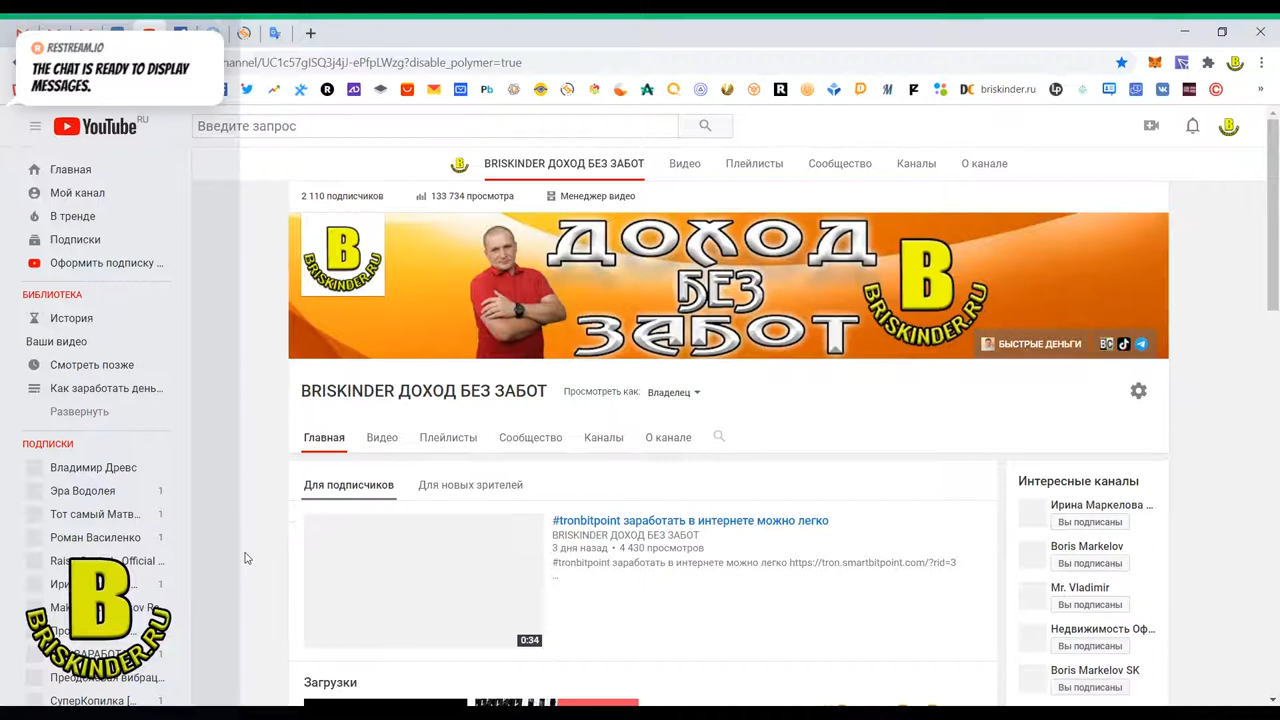 RESTREAM.IO
THE CHAT IS READY TO DISPLAY
MESSAGES.
hannel/UC1c57gISQ3j4jJ-ePfpLWzg?disable_polymer=true
Pb
DC briskinder.ru
»
YouTube RU
Введите запрос
BRISKINDER ДОХОД БЕЗ ЗАБОТ Видео Плейлисты Сообщество Каналы О канале
2 110 подписчиков 133 734 просмотра Менеджер видео
Главная
Мой канал
В тренде
Подписки
Оформить подписку ...
БИБЛИОТЕКА
История
Ваши видео
Смотреть позже
Как заработать день...
Развернуть
ПОДПИСКИ
Владимир Древс
Эра Водолея 1
Тот самый Матв... 1
Роман Василенко 1
B
BRISKINDER.RU
СуперКопилка [... 1
B
BRISKINDER.RU
ДОХОД
БЕЗ
ЗАБОТ
B
BRISKINDER.RU
БЫСТРЫЕ ДЕНЬГИ
BRISKINDER ДОХОД БЕЗ ЗАБОТ Просмотреть как: Владелец
Главная Видео Плейлисты Сообщество Каналы О канале
Для подписчиков Для новых зрителей
#tronbitpoint заработать в интернете можно легко
BRISKINDER ДОХОД БЕЗ ЗАБОТ
3 дня назад • 4 430 просмотров
#tronbitpoint заработать в интернете можно легко https://tron.smartbitpoint.com/?rid=3
...
0:34
Загрузки
Интересные каналы
Ирина Маркелова ...
Вы подписаны
Boris Markelov
Вы подписаны
Mr. Vladimir
Вы подписаны
Недвижимость Оф...
Вы подписаны
Boris Markelov SK
Вы подписаны